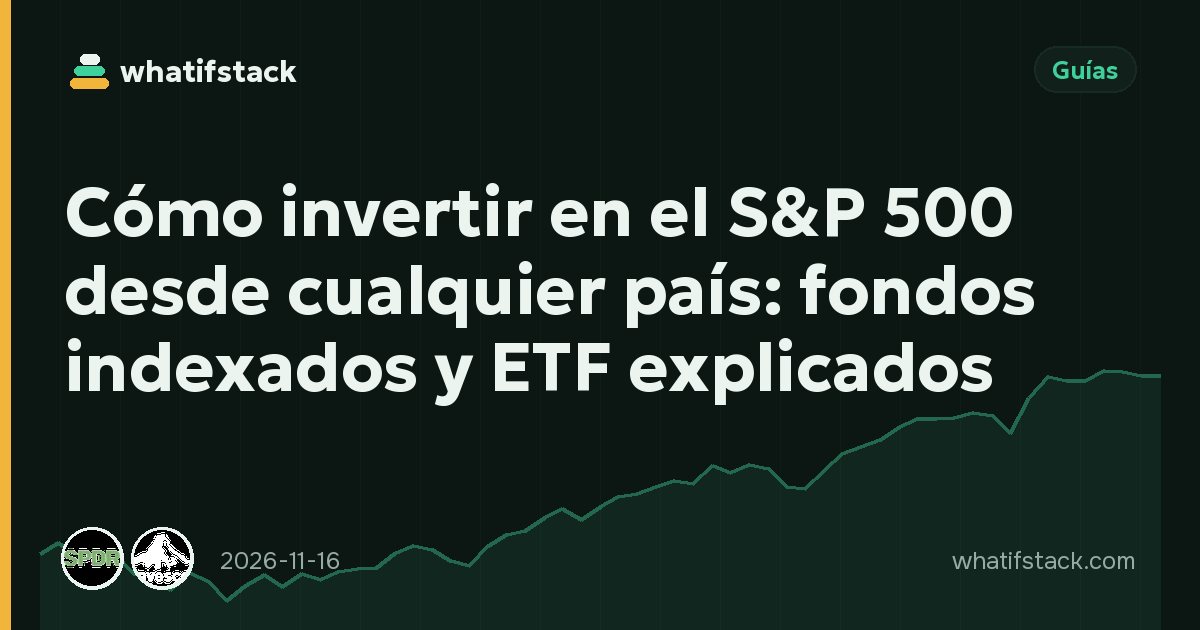 whatifstack
Guías
Cómo invertir en el S&P 500
desde cualquier país: fondos
indexados y ETF explicados
SPDR
2026-11-16
whatifstack.com